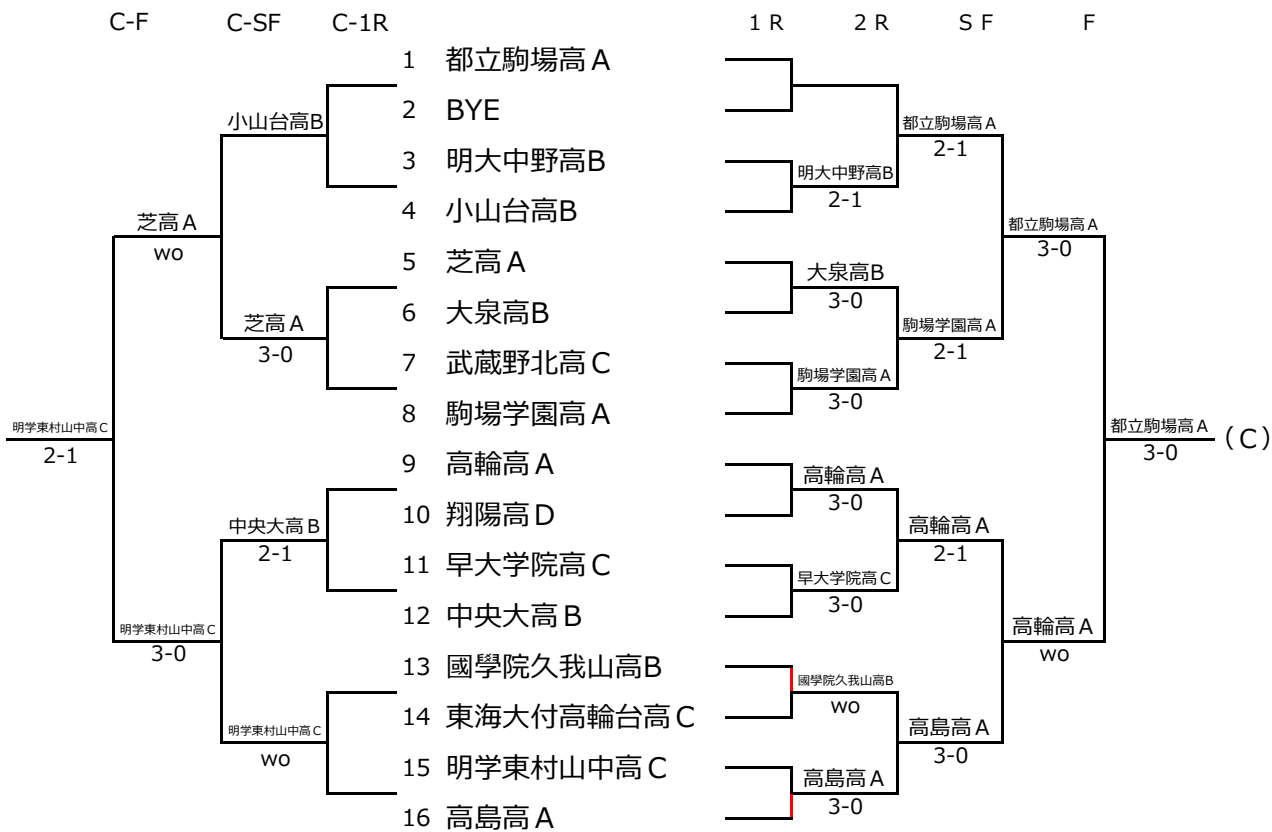 C-F C-SF C-1R 1 R 2 R S F F
1 都立駒場高A
2 BYE
小山台高B
都立駒場高A
2-1
3 明大中野高B
明大中野高B
2-1
4 小山台高B
芝高A
wo
都立駒場高A
3-0
5 芝高A
大泉高B
3-0
6 大泉高B
芝高A
3-0
駒場学園高A
2-1
7 武蔵野北高C
駒場学園高A
3-0
8 駒場学園高A
明学東村山中高C
2-1
都立駒場高A
3-0
(C)
9 高輪高A
高輪高A
3-0
10 翔陽高D
中央大高B
2-1
高輪高A
2-1
11 早大学院高C
早大学院高C
3-0
12 中央大高B
明学東村山中高C
3-0
高輪高A
wo
13 國學院久我山高B
國學院久我山高B
wo
14 東海大付高輪台高C
明学東村山中高C
wo
高島高A
3-0
15 明学東村山中高C
高島高A
3-0
16 高島高A